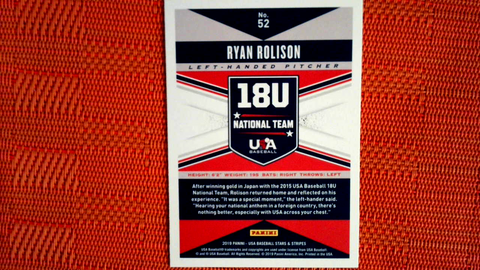 No.
52
RYAN ROLISON
LEFT-HANDED PITCHER
18U
NATIONAL TEAM
USA
BASEBALL
HEIGHT: 6'2" WEIGHT: 195 BATS: RIGHT THROWS: LEFT
After winning gold in Japan with the 2015 USA Baseball 18U
National Team, Rolison returned home and reflected on
his experience. "It was a special moment," the left-hander said.
"Hearing your national anthem in a foreign country, there's
nothing better, especially with USA across your chest."
PANINI
2019 PANINI - USA BASEBALL STARS & STRIPES